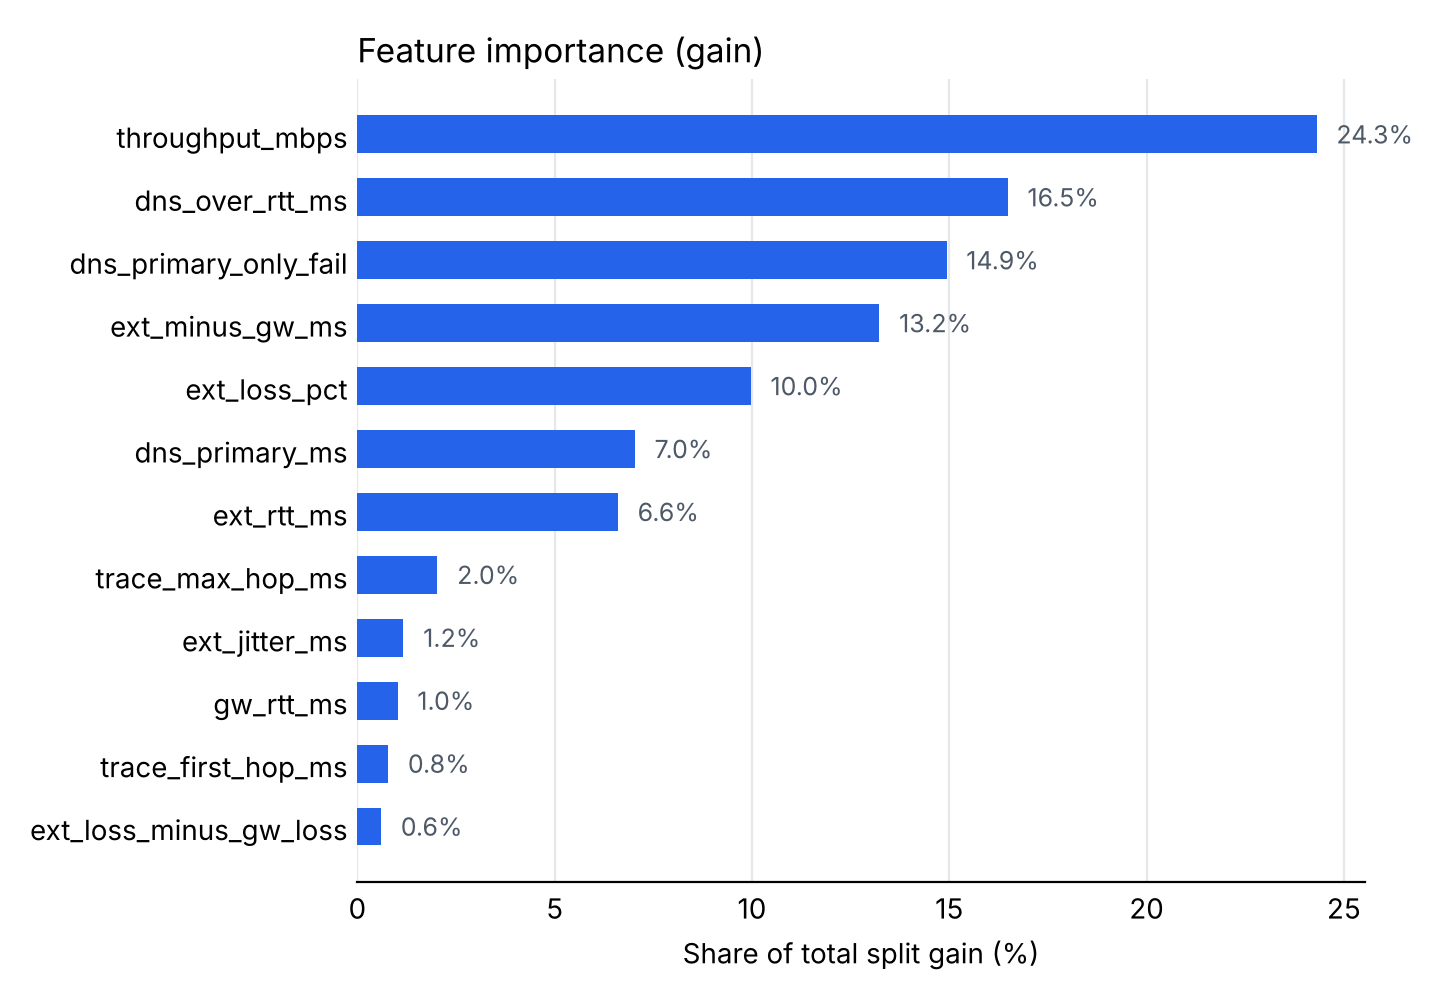 Feature importance (gain)
throughput_mbps 24.3%
dns_over_rtt_ms 16.5%
dns_primary_only_fail 14.9%
ext_minus_gw_ms 13.2%
ext_loss_pct 10.0%
dns_primary_ms 7.0%
ext_rtt_ms 6.6%
trace_max_hop_ms 2.0%
ext_jitter_ms 1.2%
gw_rtt_ms 1.0%
trace_first_hop_ms 0.8%
ext_loss_minus_gw_loss 0.6%
0 5 10 15 20 25
Share of total split gain (%)